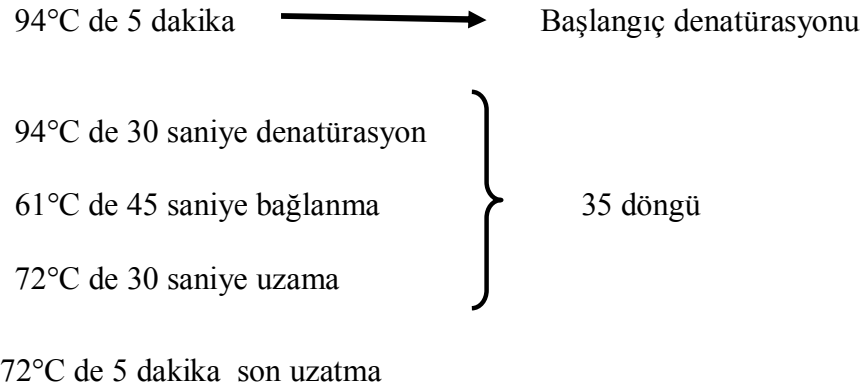 94°C de 5 dakika Başlangıç denatürasyonu
94°C de 30 saniye denatürasyon
61°C de 45 saniye bağlanma 35 döngü
72°C de 30 saniye uzama
72°C de 5 dakika son uzatma